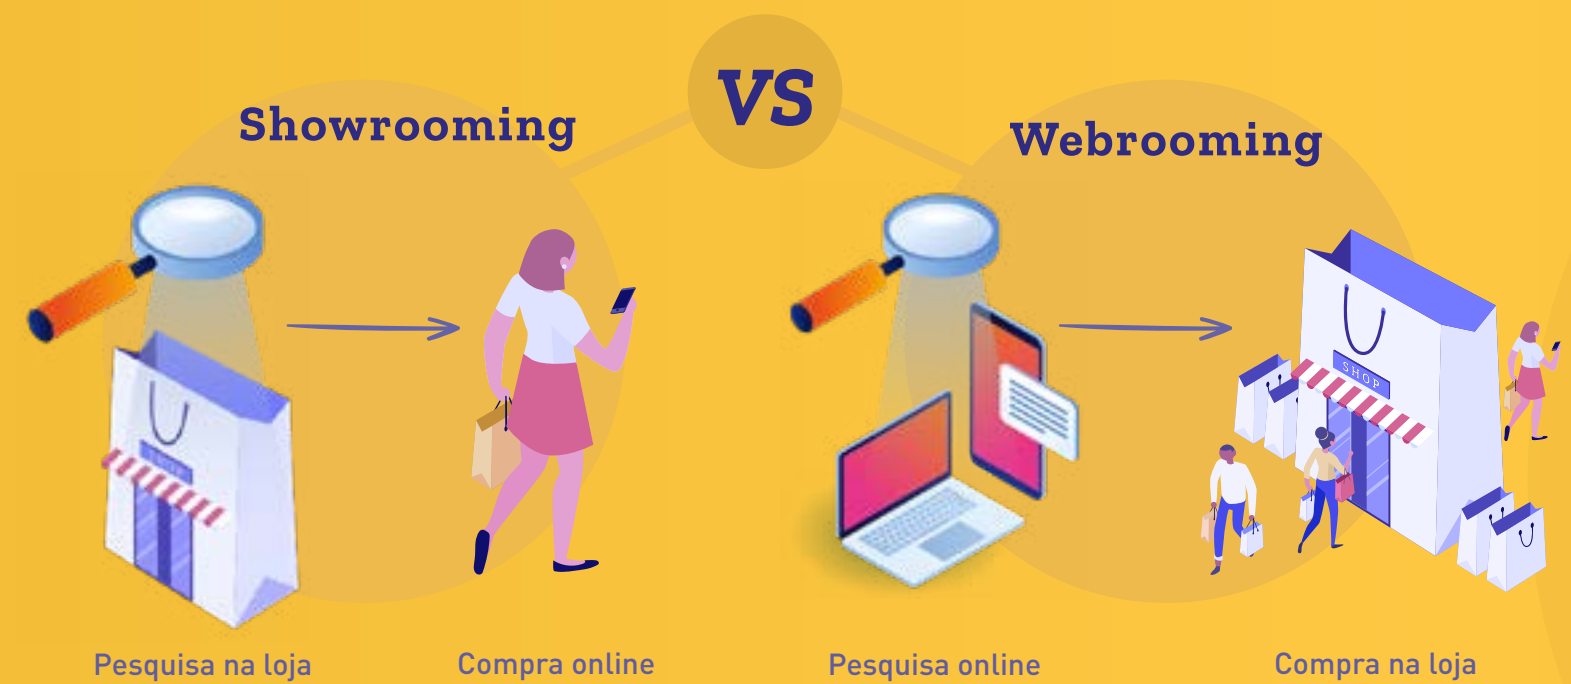 VS
Showrooming
Webrooming
SHOP
SHOP
Pesquisa na loja
Compra online
Pesquisa online
Compra na loja